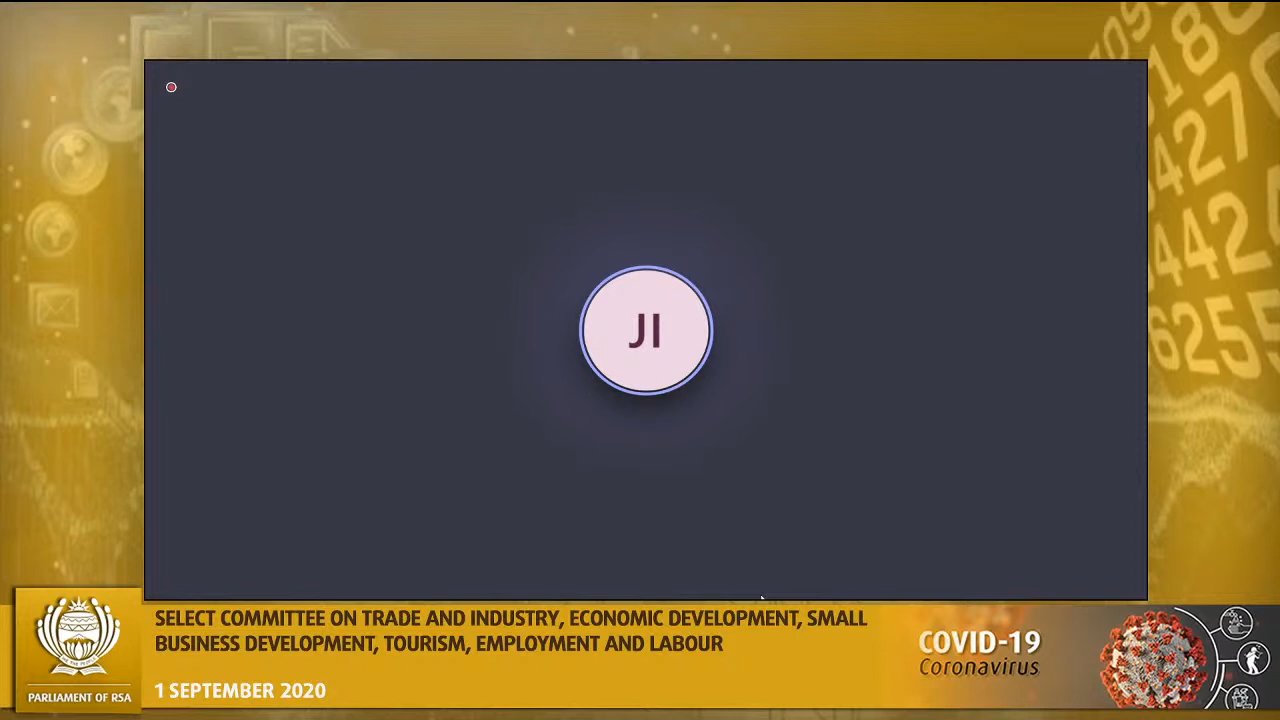 JI
SELECT COMMITTEE ON TRADE AND INDUSTRY, ECONOMIC DEVELOPMENT, SMALL
BUSINESS DEVELOPMENT, TOURISM, EMPLOYMENT AND LABOUR
1 SEPTEMBER 2020
PARLIAMENT OF RSA
COVID-19
Coronavirus
6255